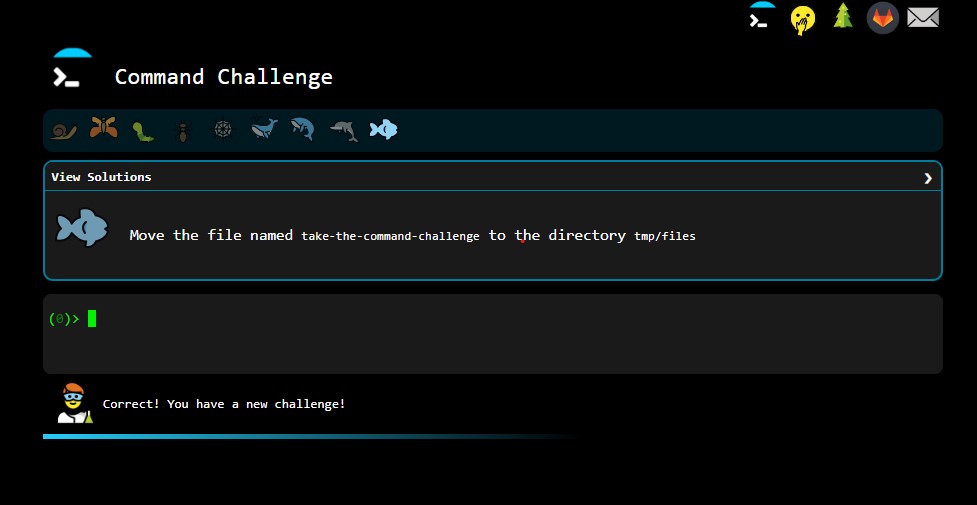 Command Challenge
View Solutions
Move the file named take-the-command-challenge to the directory tmp/files
(0)>
Correct! You have a new challenge!